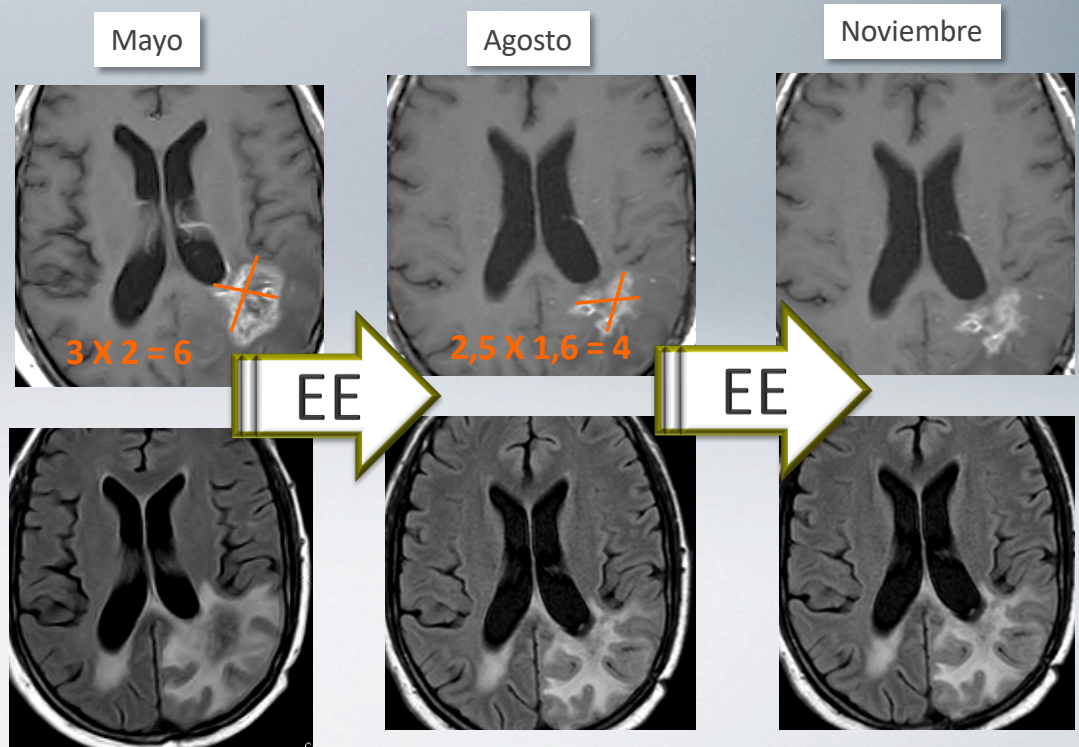 Mayo
Agosto
Noviembre
3 X 2 = 6
2,5 X 1,6 = 4
EE
EE